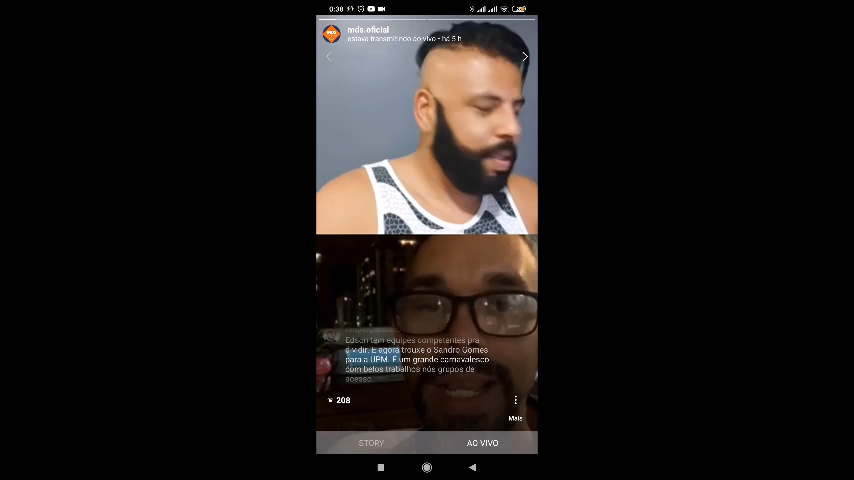 0:38
mds.oficial
estava transmitindo ao vivo • há 5 h
Edson tem equipes competentes pra
dividir. E agora trouxe o Sandro Gomes
para a UPM. É um grande carnavalesco
com belos trabalhos nós grupos de
acesso.
208
Mais
STORY
AO VIVO